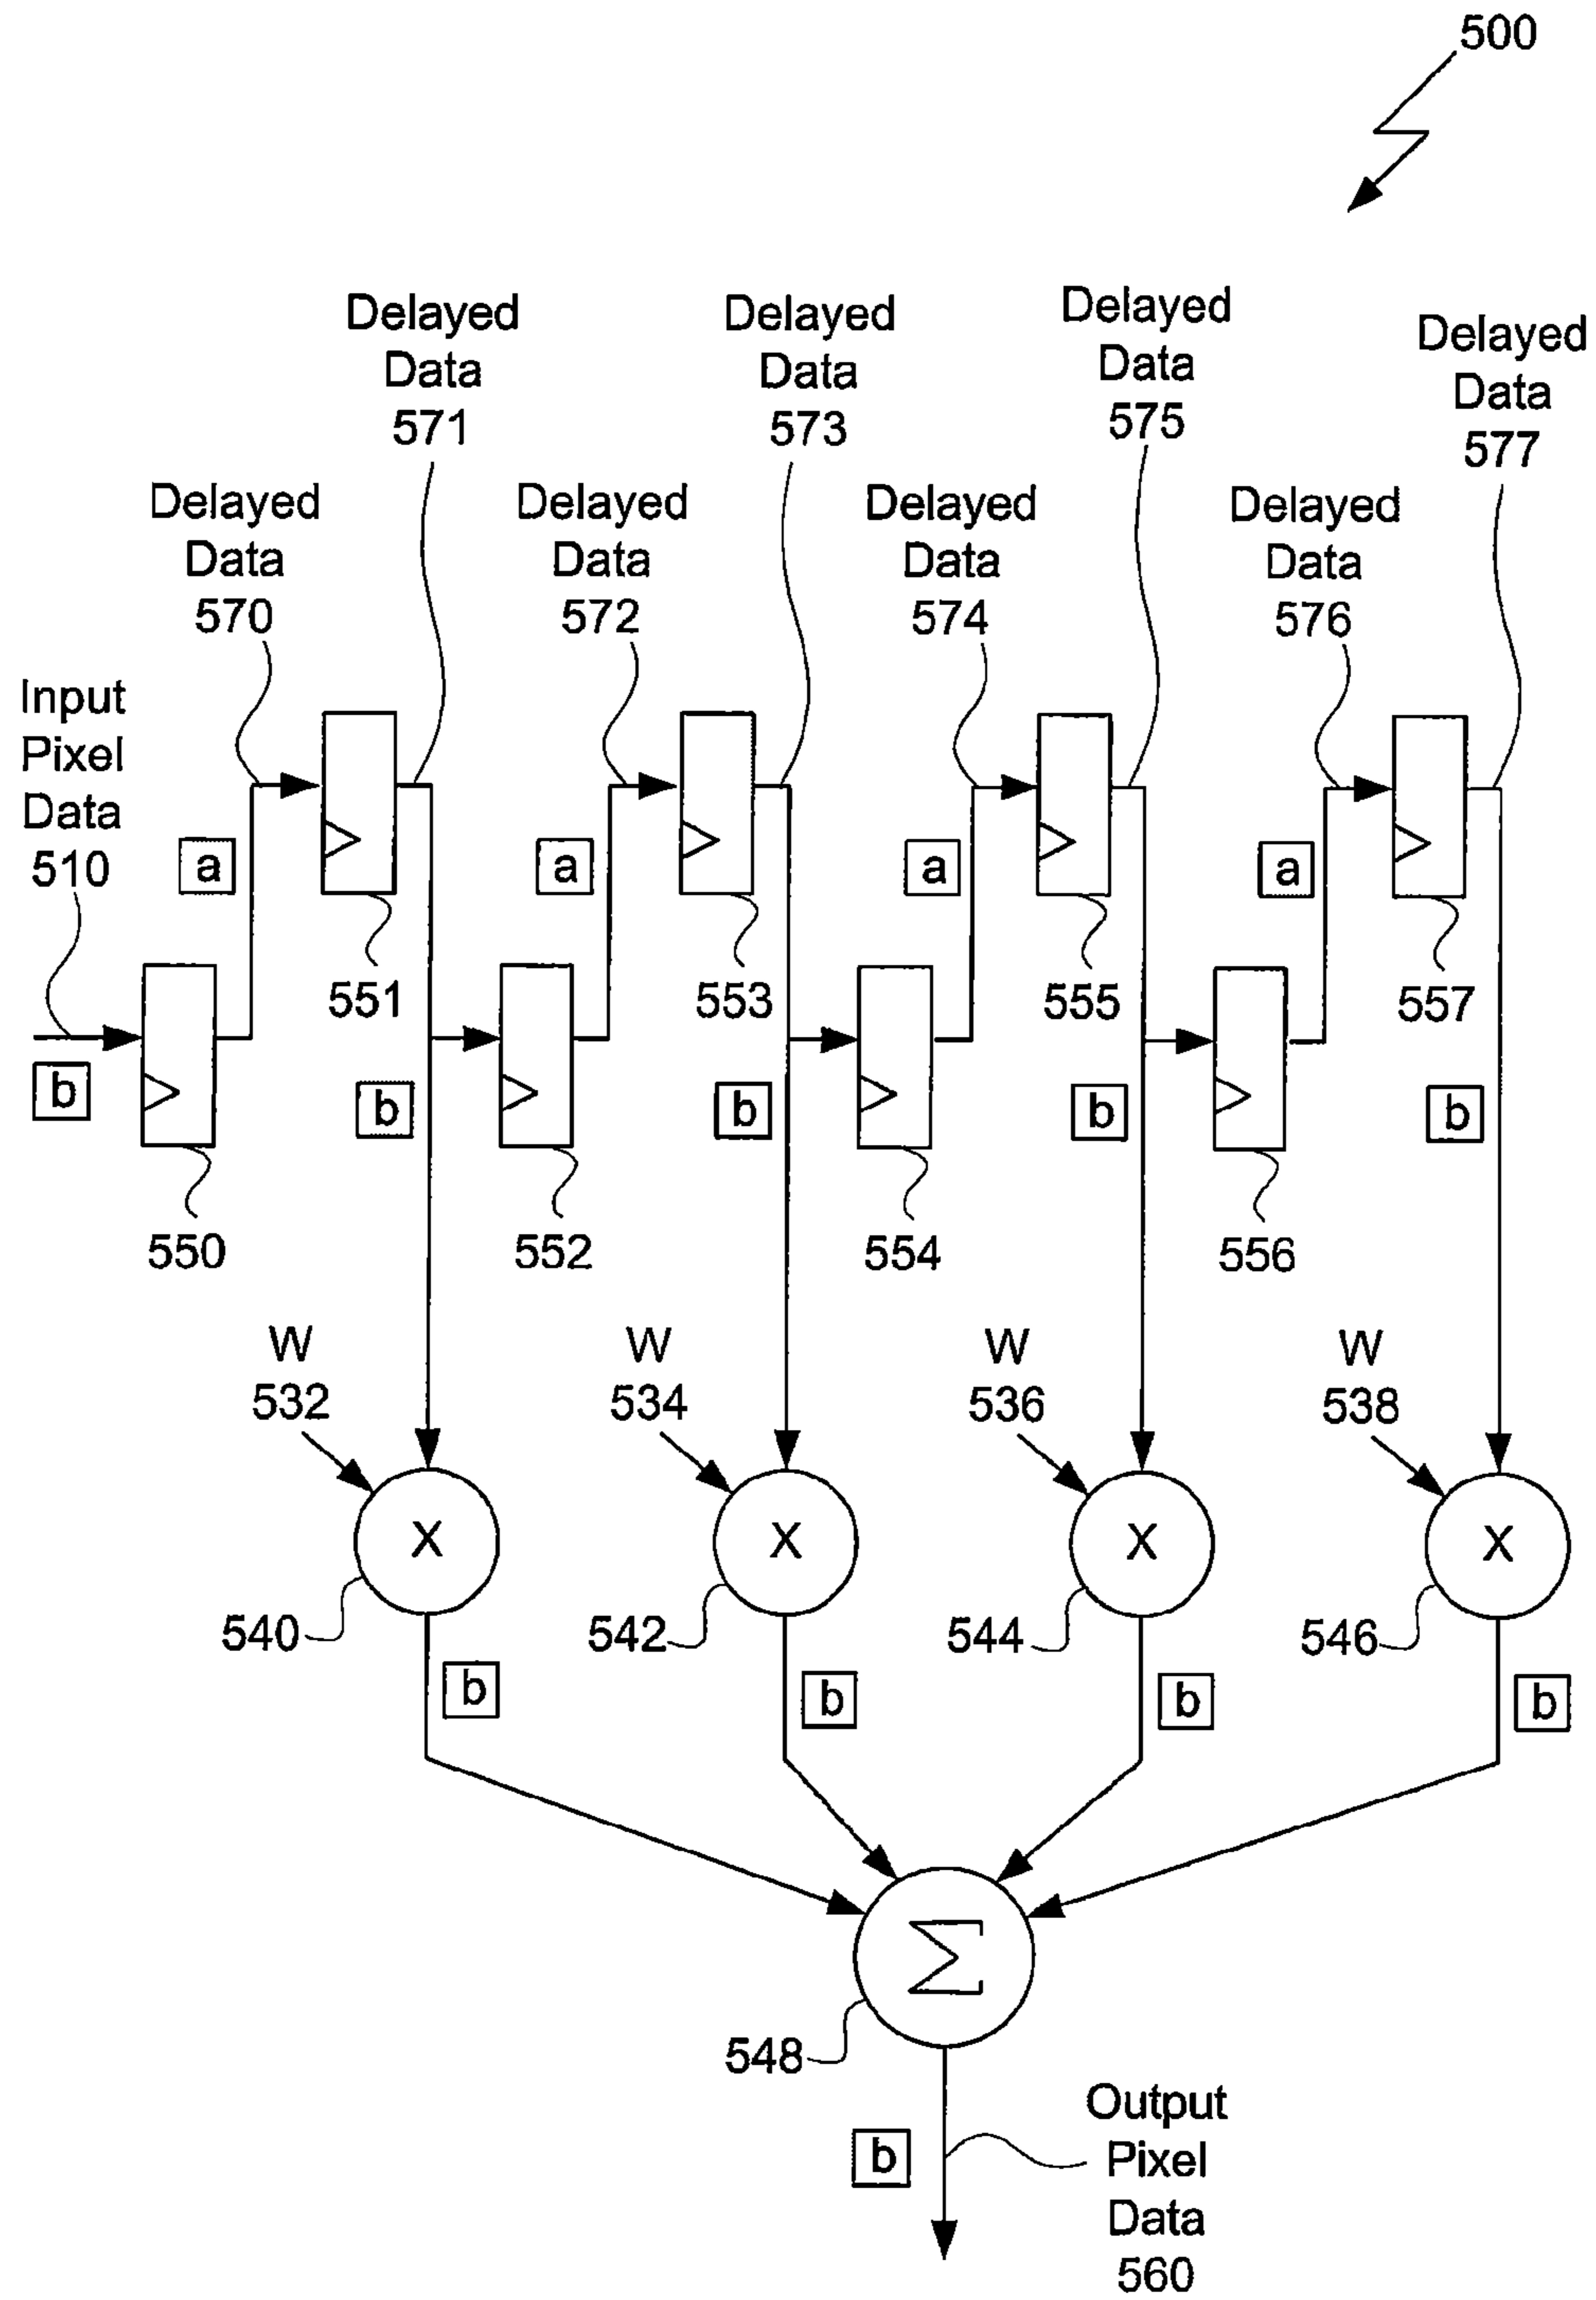 500
Delayed
Data
571
Delayed
Data
573
Delayed
Data
575
Delayed
Data
577
Delayed
Data
570
Delayed
Data
572
Delayed
Data
574
Delayed
Data
576
Input
Pixel
Data
510
a
a
a
a
551
553
555
557
b
b
b
b
b
550
552
554
556
W
532
W
534
W
536
W
538
X
X
X
X
540
542
544
546
b
b
b
b
Σ
548
b
Output
Pixel
Data
560